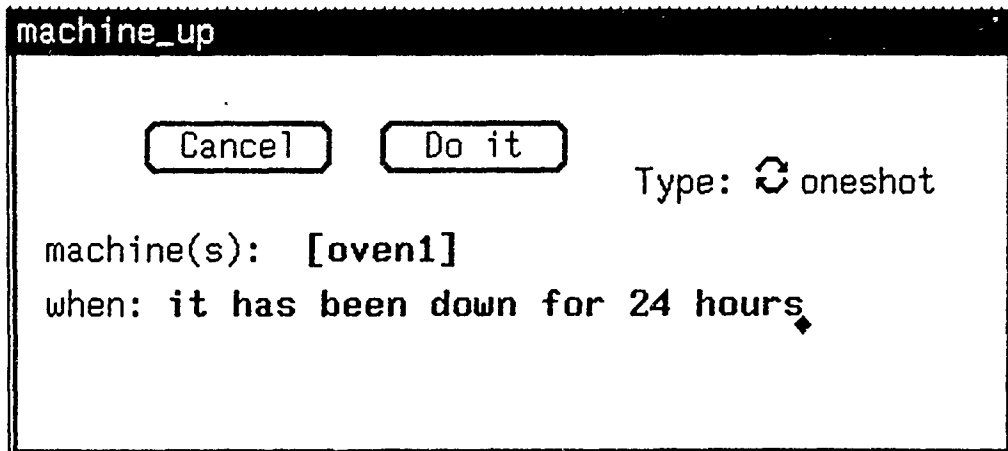 machine_up
Cancel Do it
Type: oneshot
machine(s): [oven1]
when: it has been down for 24 hours